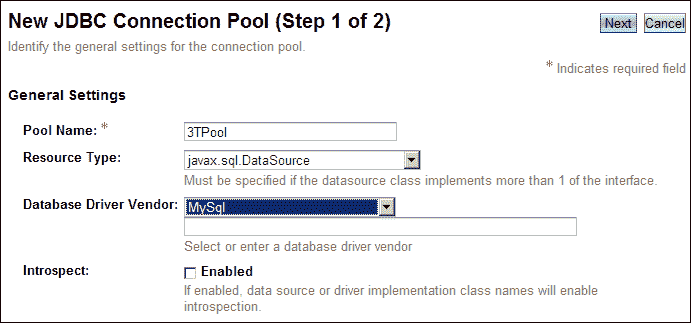 New JDBC Connection Pool (Step 1 of 2)
Next Cancel
Identify the general settings for the connection pool.
* Indicates required field
General Settings
Pool Name: * 3TPool
Resource Type: javax.sql.DataSource
Must be specified if the datasource class implements more than 1 of the interface.
Database Driver Vendor: MySql
Select or enter a database driver vendor
Introspect: Enabled
If enabled, data source or driver implementation class names will enable
introspection.